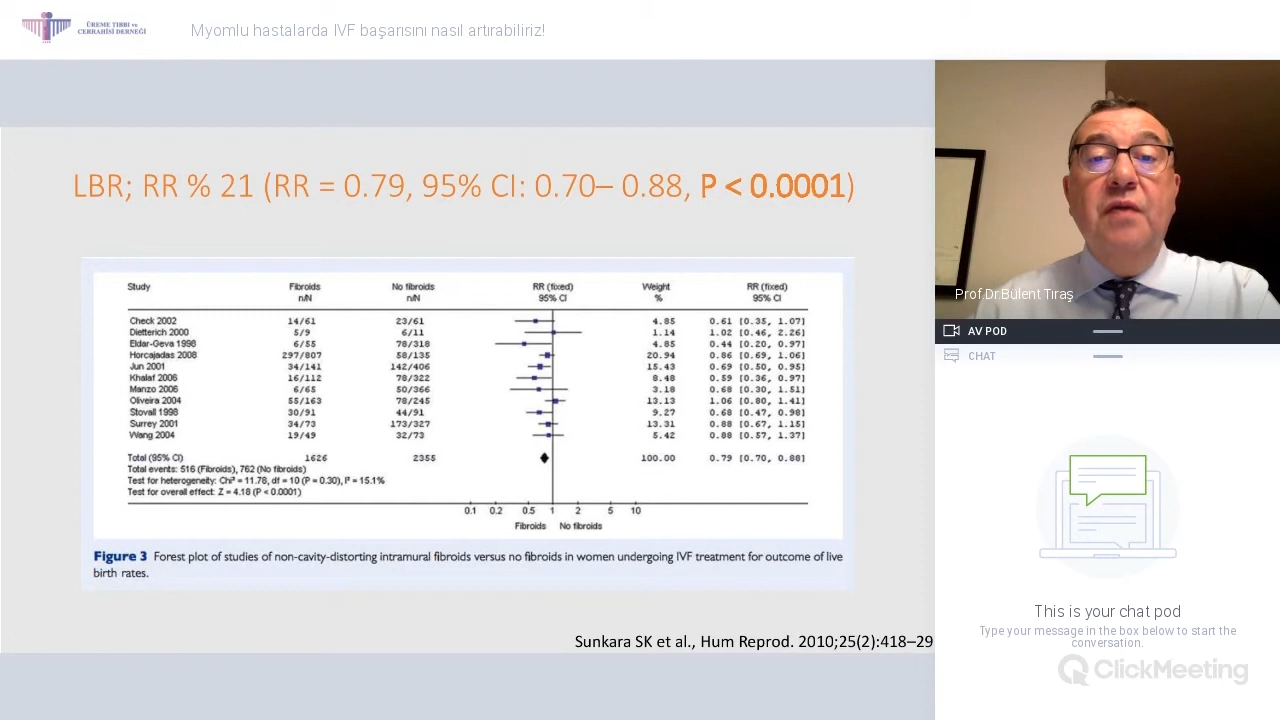 ÜREME TIBBI ve
CERRAHİSİ DERNEĞİ
Myomlu hastalarda IVF başarısını nasıl artırabiliriz!
LBR; RR % 21 (RR = 0.79, 95% CI: 0.70– 0.88, P < 0.0001)
Study Fibroids No fibroids RR (fixed) Weight RR (fixed)
n/N n/N 95% CI % 95% CI
Check 2002 14/61 23/61 4.85 0.61 [0.35, 1.07]
Dietterich 2000 5/9 6/11 1.14 1.02 [0.46, 2.26]
Eldar-Geva 1998 6/55 78/318 4.85 0.44 [0.20, 0.97]
Horcajadas 2008 297/807 58/135 20.94 0.86 [0.69, 1.06]
Jun 2001 34/141 142/406 15.43 0.69 [0.50, 0.95]
Khalaf 2006 16/112 78/322 8.48 0.59 [0.36, 0.97]
Manzo 2006 6/65 50/366 3.18 0.68 [0.30, 1.51]
Oliveira 2004 55/163 78/245 13.13 1.06 [0.80, 1.41]
Stovall 1998 30/91 44/91 9.27 0.68 [0.47, 0.98]
Surrey 2001 34/73 173/327 13.31 0.88 [0.67, 1.15]
Wang 2004 19/49 32/73 5.42 0.88 [0.57, 1.37]
Total (95% CI) 1626 2355 100.00 0.79 [0.70, 0.88]
Total events: 516 (Fibroids), 762 (No fibroids)
Test for heterogeneity: Chi² = 11.78, df = 10 (P = 0.30), I² = 15.1%
Test for overall effect: Z = 4.18 (P < 0.0001)
0.1 0.2 0.5 1 2 5 10
Fibroids No fibroids
Figure 3 Forest plot of studies of non-cavity-distorting intramural fibroids versus no fibroids in women undergoing IVF treatment for outcome of live
birth rates.
Sunkara SK et al., Hum Reprod. 2010;25(2):418–29
Prof.Dr.Bülent Tıraş
AV POD
CHAT
This is your chat pod
Type your message in the box below to start the
conversation.
ClickMeeting